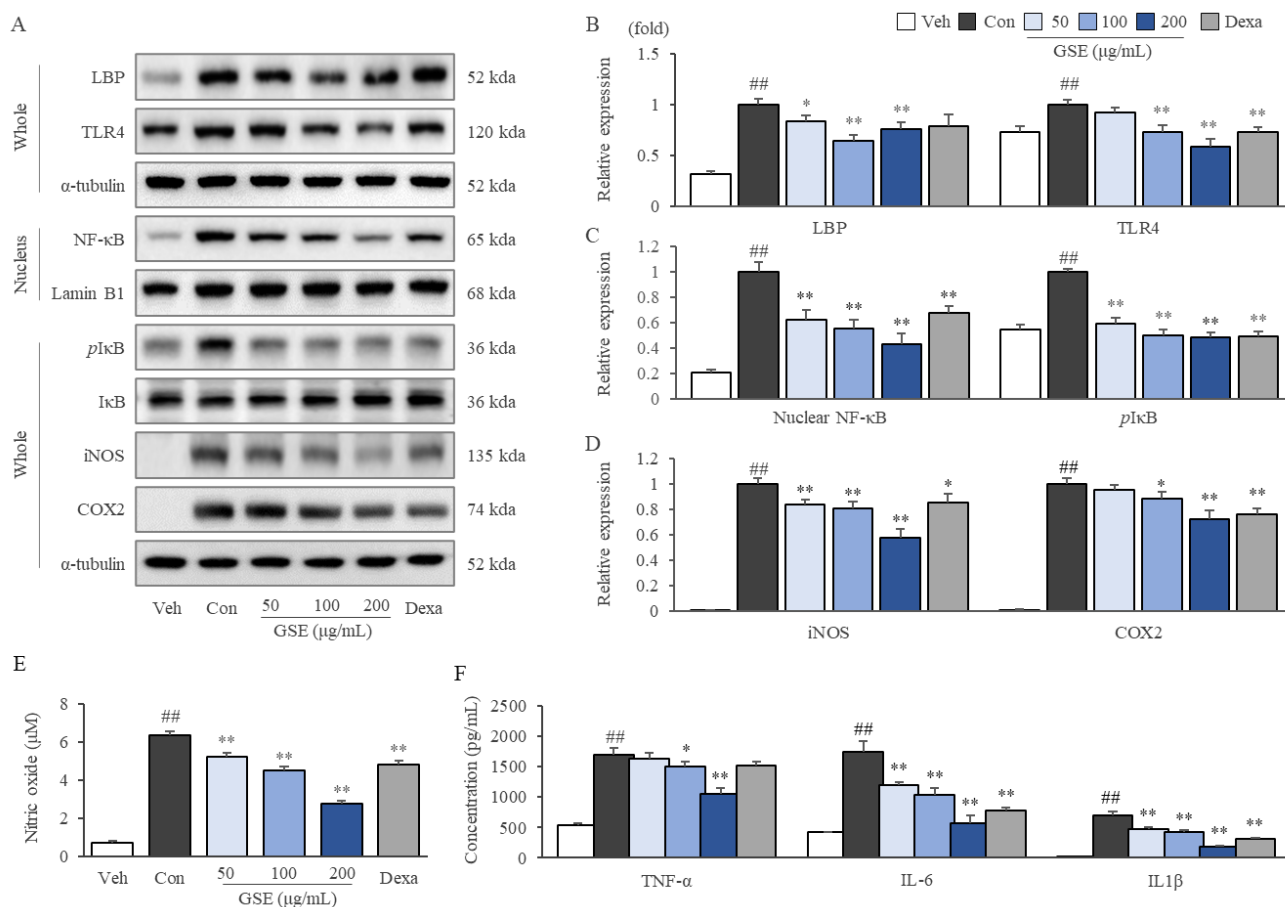 A
Whole
LBP
52 kda
TLR4
120 kda
α-tubulin
52 kda
Nucleus
NF-κB
65 kda
Lamin B1
68 kda
Whole
pIκB
36 kda
IκB
36 kda
iNOS
135 kda
COX2
74 kda
α-tubulin
52 kda
Veh Con 50 100 200 Dexa
GSE (μg/mL)
B
(fold)
Veh Con 50 100 200 Dexa
GSE (μg/mL)
Relative expression
1.5
1
0.5
0
## * ** **
## ** ** **
LBP TLR4
C
Relative expression
1.2
1
0.8
0.6
0.4
0.2
0
## ** ** ** **
## ** ** ** **
Nuclear NF-κB pIκB
D
Relative expression
1.2
1
0.8
0.6
0.4
0.2
0
## ** ** ** *
## * ** **
iNOS COX2
E
Nitric oxide (μM)
8
6
4
2
0
## ** ** ** **
Veh Con 50 100 200 Dexa
GSE (μg/mL)
F
Concentration (pg/mL)
2500
2000
1500
1000
500
0
## * **
## ** ** ** **
## ** ** ** **
TNF-α IL-6 IL1β